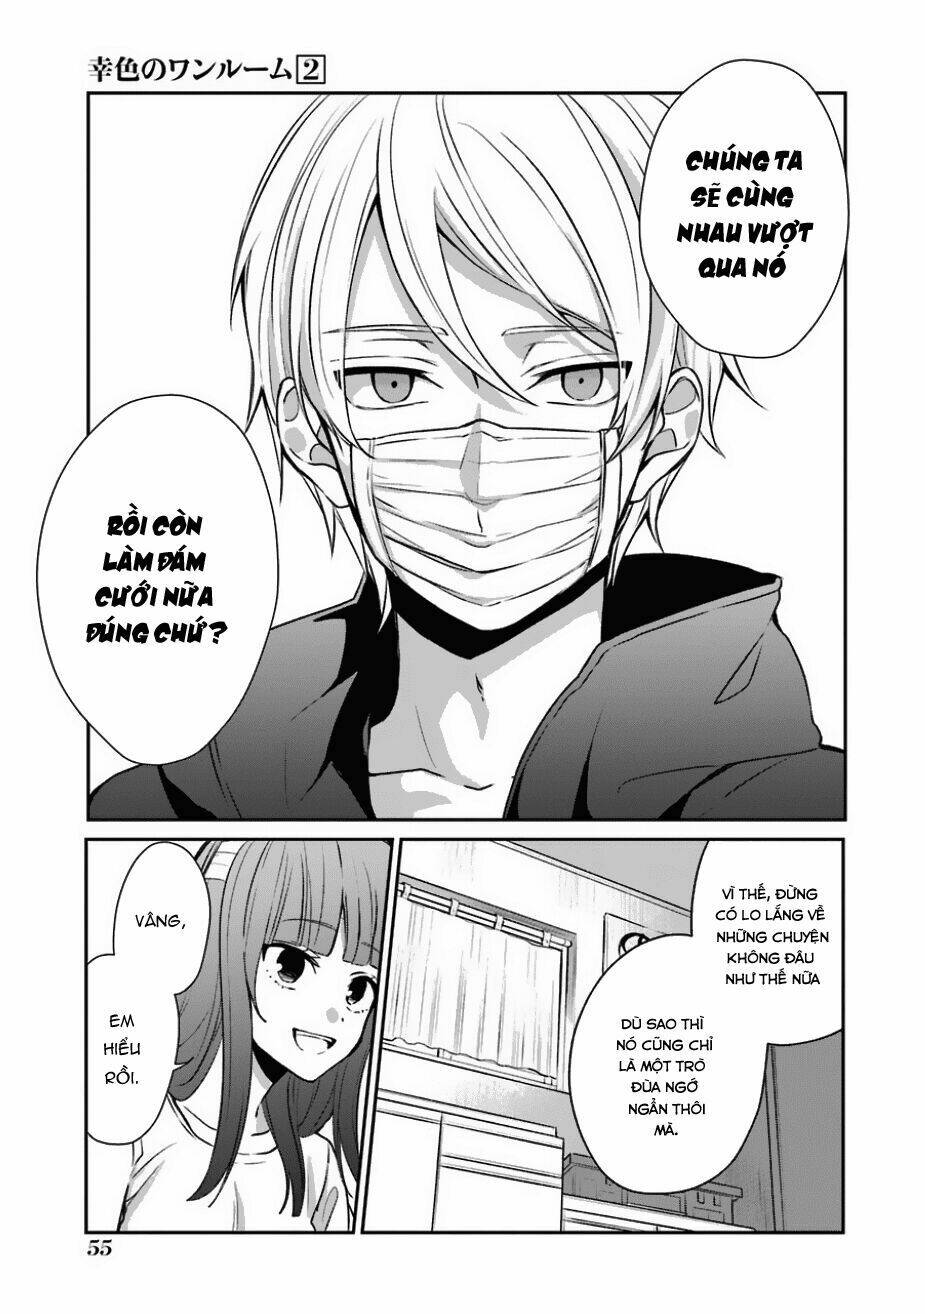 幸色のワンルーム2
CHÚNG TA
SẼ CÙNG
NHAU VƯỢT
QUA NÓ
RỒI CÒN
LÀM ĐÁM
CƯỚI NỮA
ĐÚNG CHỨ?
VÌ THẾ, ĐỪNG
CÓ LO LẮNG VỀ
NHỮNG CHUYỆN
KHÔNG ĐÂU
NHƯ THẾ NỮA
DÙ SAO THÌ
NÓ CŨNG CHỈ
LÀ MỘT TRÒ
ĐÙA NGỚ
NGẨN THÔI
MÀ.
VÂNG,
EM
HIỂU
RỒI.
55